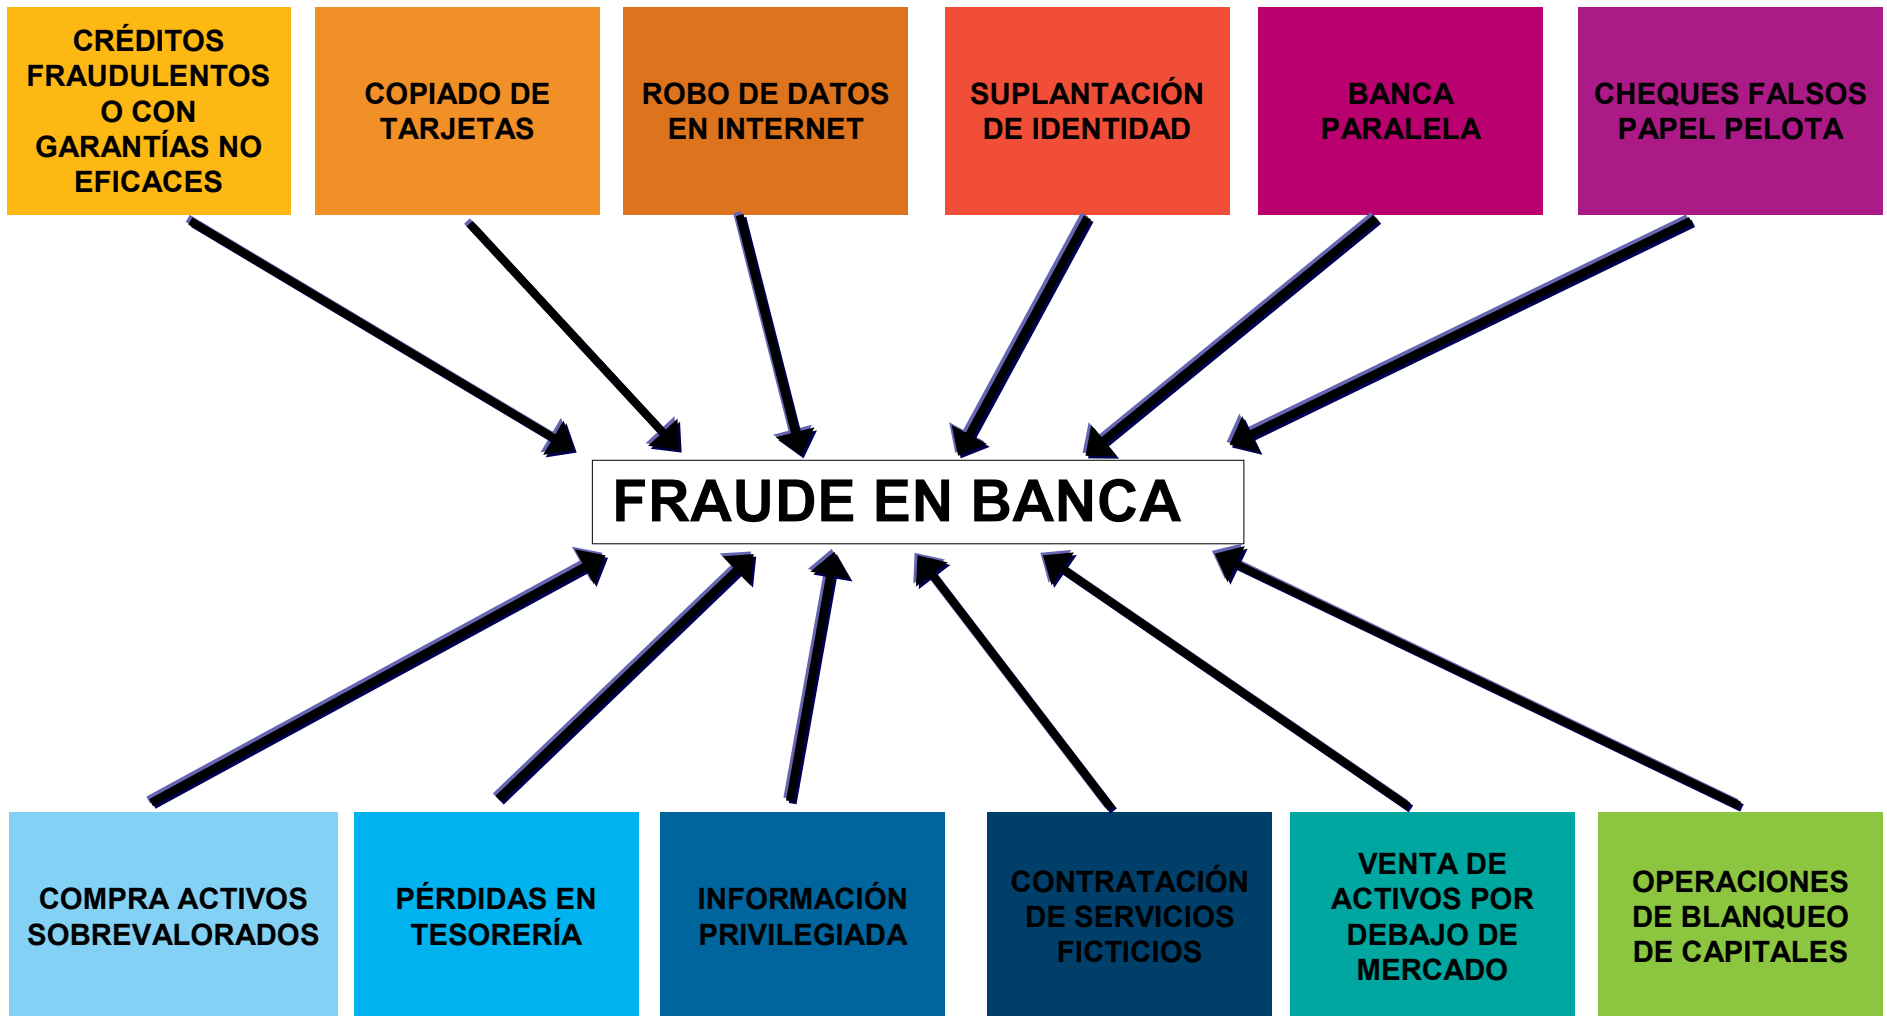 CRÉDITOS
FRAUDULENTOS
O CON
GARANTÍAS NO
EFICACES
COPIADO DE
TARJETAS
ROBO DE DATOS
EN INTERNET
SUPLANTACIÓN
DE IDENTIDAD
BANCA
PARALELA
CHEQUES FALSOS
PAPEL PELOTA
FRAUDE EN BANCA
COMPRA ACTIVOS
SOBREVALORADOS
PÉRDIDAS EN
TESORERÍA
INFORMACIÓN
PRIVILEGIADA
CONTRATACIÓN
DE SERVICIOS
FICTICIOS
VENTA DE
ACTIVOS POR
DEBAJO DE
MERCADO
OPERACIONES
DE BLANQUEO
DE CAPITALES